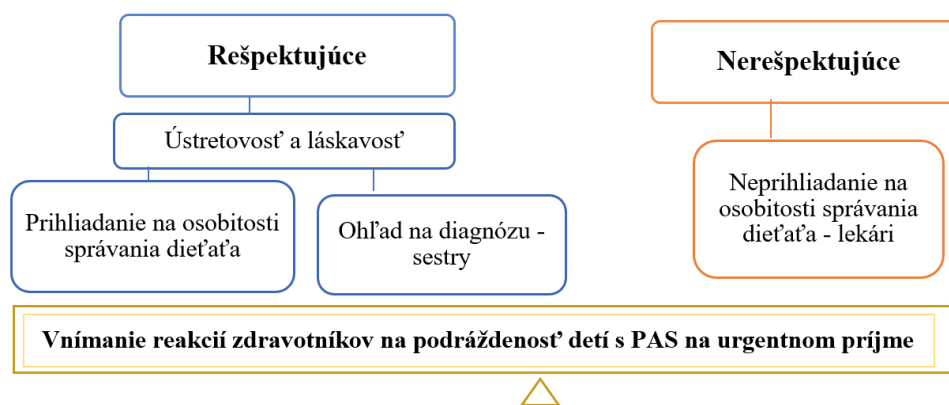 Rešpektujúce
Nerešpektujúce
Ústretovosť a láskavosť
Prihliadanie na osobitosti
správania dieťaťa
Ohľad na diagnózu -
sestry
Neprihliadanie na
osobitosti správania
dieťaťa - lekári
Vnímanie reakcií zdravotníkov na podráždenosť detí s PAS na urgentnom príjme